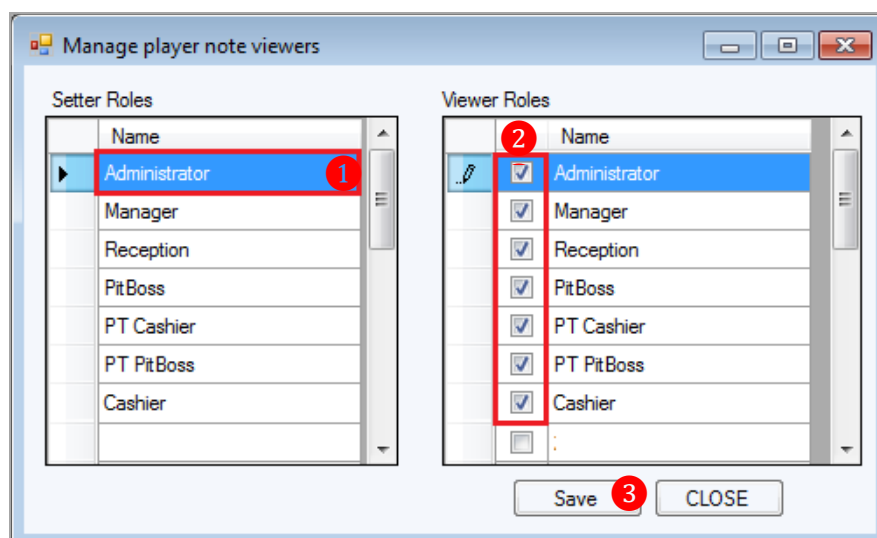 Manage player note viewers
Setter Roles
Name
Administrator 1
Manager
Reception
PitBoss
PT Cashier
PT PitBoss
Cashier
Viewer Roles
2 Name
Administrator
Manager
Reception
PitBoss
PT Cashier
PT PitBoss
Cashier
Save 3 CLOSE